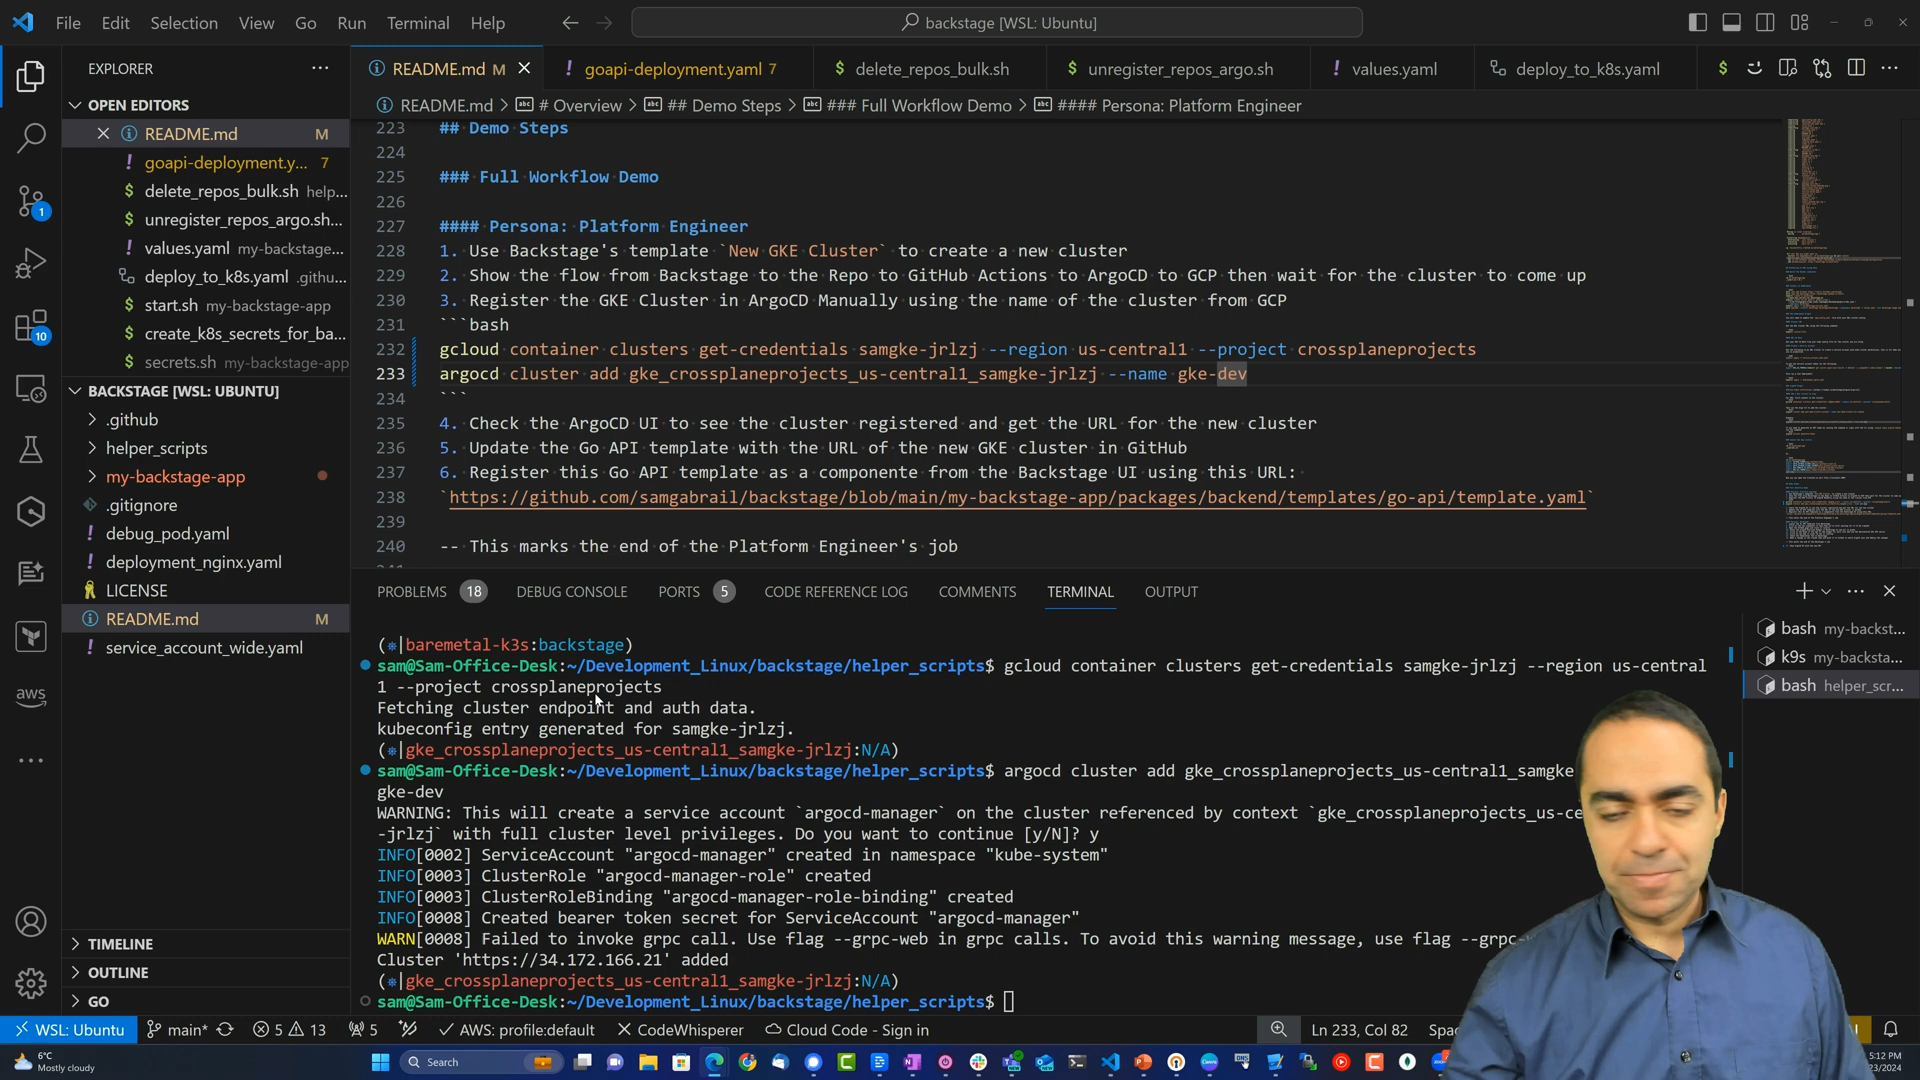 File Edit Selection View Go Run Terminal Help
backstage [WSL: Ubuntu]
EXPLORER
README.md M
goapi-deployment.yaml 7
delete_repos_bulk.sh
unregister_repos_argo.sh
values.yaml
deploy_to_k8s.yaml
README.md > # Overview > ## Demo Steps > ### Full Workflow Demo > #### Persona: Platform Engineer
OPEN EDITORS
README.md M
goapi-deployment.y... 7
delete_repos_bulk.sh help...
unregister_repos_argo.sh...
values.yaml my-backstage...
deploy_to_k8s.yaml .githu...
start.sh my-backstage-app
create_k8s_secrets_for_ba...
secrets.sh my-backstage-app
BACKSTAGE [WSL: UBUNTU]
.github
helper_scripts
my-backstage-app
.gitignore
debug_pod.yaml
deployment_nginx.yaml
LICENSE
README.md M
service_account_wide.yaml
TIMELINE
OUTLINE
GO
1
10
aws
223 ## Demo Steps
224
225 ### Full Workflow Demo
226
227 #### Persona: Platform Engineer
228 1. Use Backstage's template `New GKE Cluster` to create a new cluster
229 2. Show the flow from Backstage to the Repo to GitHub Actions to ArgoCD to GCP then wait for the cluster to come up
230 3. Register the GKE Cluster in ArgoCD Manually using the name of the cluster from GCP
231 ```bash
232 gcloud container clusters get-credentials samgke-jrlzj --region us-central1 --project crossplaneprojects
233 argocd cluster add gke_crossplaneprojects_us-central1_samgke-jrlzj --name gke-dev
234 ```
235 4. Check the ArgoCD UI to see the cluster registered and get the URL for the new cluster
236 5. Update the Go API template with the URL of the new GKE cluster in GitHub
237 6. Register this Go API template as a componente from the Backstage UI using this URL:
238 `https://github.com/samgabrail/backstage/blob/main/my-backstage-app/packages/backend/templates/go-api/template.yaml`
239
240 -- This marks the end of the Platform Engineer's job
PROBLEMS 18 DEBUG CONSOLE PORTS 5 CODE REFERENCE LOG COMMENTS TERMINAL OUTPUT
bash my-backst...
k9s my-backsta...
bash helper_scr...
(⎈|baremetal-k3s:backstage)
sam@Sam-Office-Desk:~/Development_Linux/backstage/helper_scripts$ gcloud container clusters get-credentials samgke-jrlzj --region us-central
1 --project crossplaneprojects
Fetching cluster endpoint and auth data.
kubeconfig entry generated for samgke-jrlzj.
(⎈|gke_crossplaneprojects_us-central1_samgke-jrlzj:N/A)
sam@Sam-Office-Desk:~/Development_Linux/backstage/helper_scripts$ argocd cluster add gke_crossplaneprojects_us-central1_samgke
gke-dev
WARNING: This will create a service account `argocd-manager` on the cluster referenced by context `gke_crossplaneprojects_us-ce
-jrlzj` with full cluster level privileges. Do you want to continue [y/N]? y
INFO[0002] ServiceAccount "argocd-manager" created in namespace "kube-system"
INFO[0003] ClusterRole "argocd-manager-role" created
INFO[0003] ClusterRoleBinding "argocd-manager-role-binding" created
INFO[0008] Created bearer token secret for ServiceAccount "argocd-manager"
WARN[0008] Failed to invoke grpc call. Use flag --grpc-web in grpc calls. To avoid this warning message, use flag --grpc-
Cluster 'https://34.172.166.21' added
(⎈|gke_crossplaneprojects_us-central1_samgke-jrlzj:N/A)
sam@Sam-Office-Desk:~/Development_Linux/backstage/helper_scripts$
WSL: Ubuntu main* 5 13 5 AWS: profile:default CodeWhisperer Cloud Code - Sign in Ln 233, Col 82 Spac
6°C
Mostly cloudy
Search
5:12 PM
23/2024